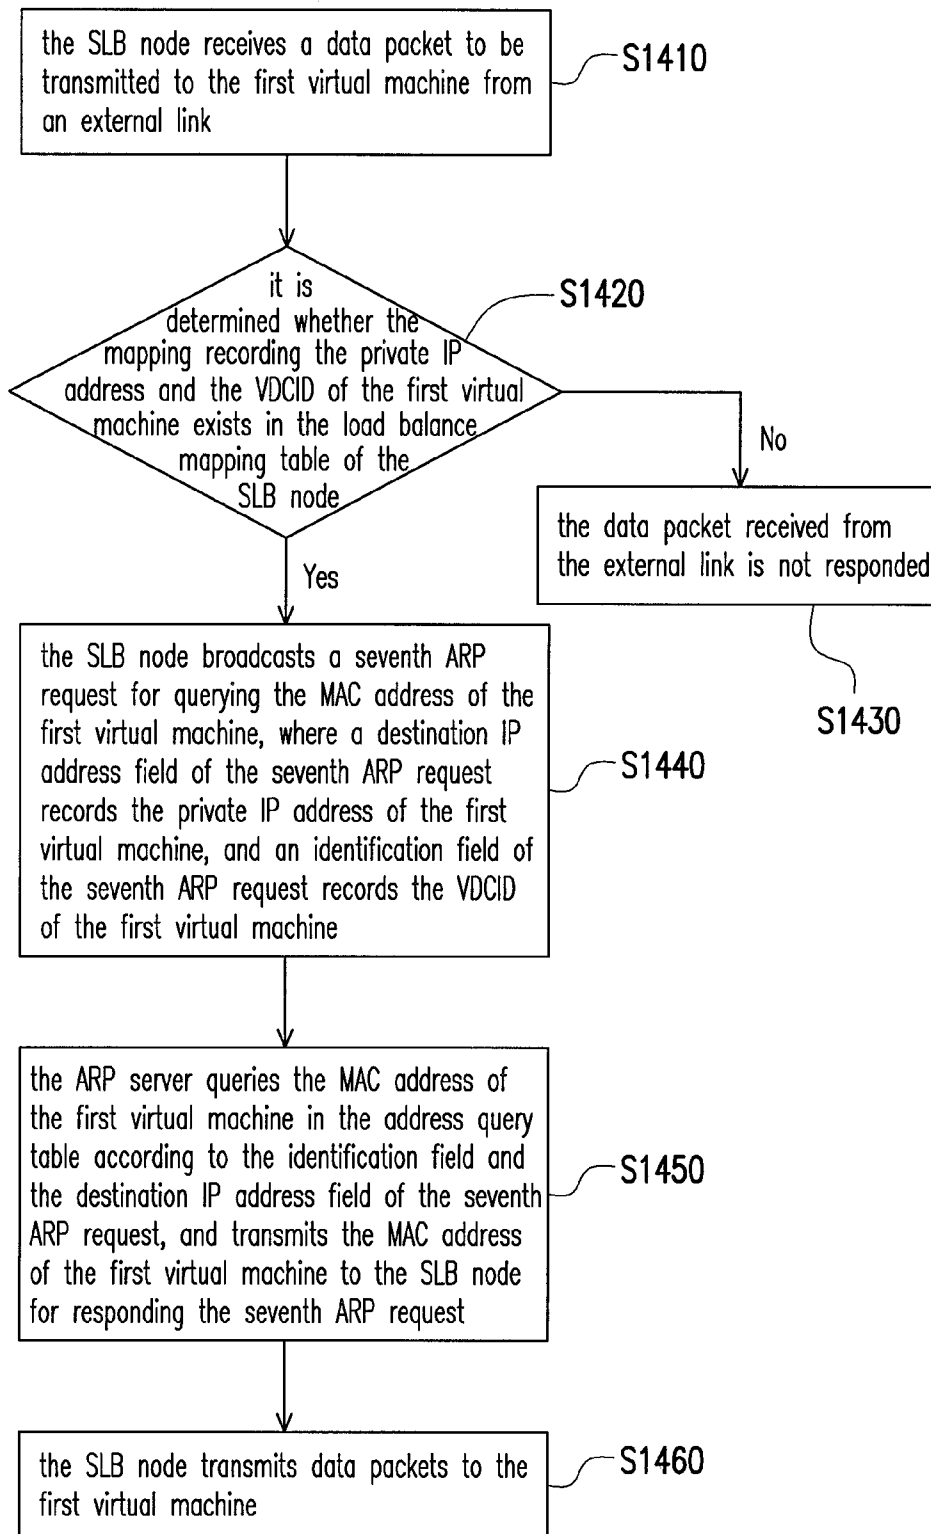 the SLB node receives a data packet to be
transmitted to the first virtual machine from
an external link
S1410
it is
determined whether the
mapping recording the private IP
address and the VDCID of the first virtual
machine exists in the load balance
mapping table of the
SLB node
S1420
No
the data packet received from
the external link is not responded
S1430
Yes
the SLB node broadcasts a seventh ARP
request for querying the MAC address of the
first virtual machine, where a destination IP
address field of the seventh ARP request
records the private IP address of the first
virtual machine, and an identification field of
the seventh ARP request records the VDCID
of the first virtual machine
S1440
the ARP server queries the MAC address of
the first virtual machine in the address query
table according to the identification field and
the destination IP address field of the seventh
ARP request, and transmits the MAC address
of the first virtual machine to the SLB node
for responding the seventh ARP request
S1450
the SLB node transmits data packets to the
first virtual machine
S1460